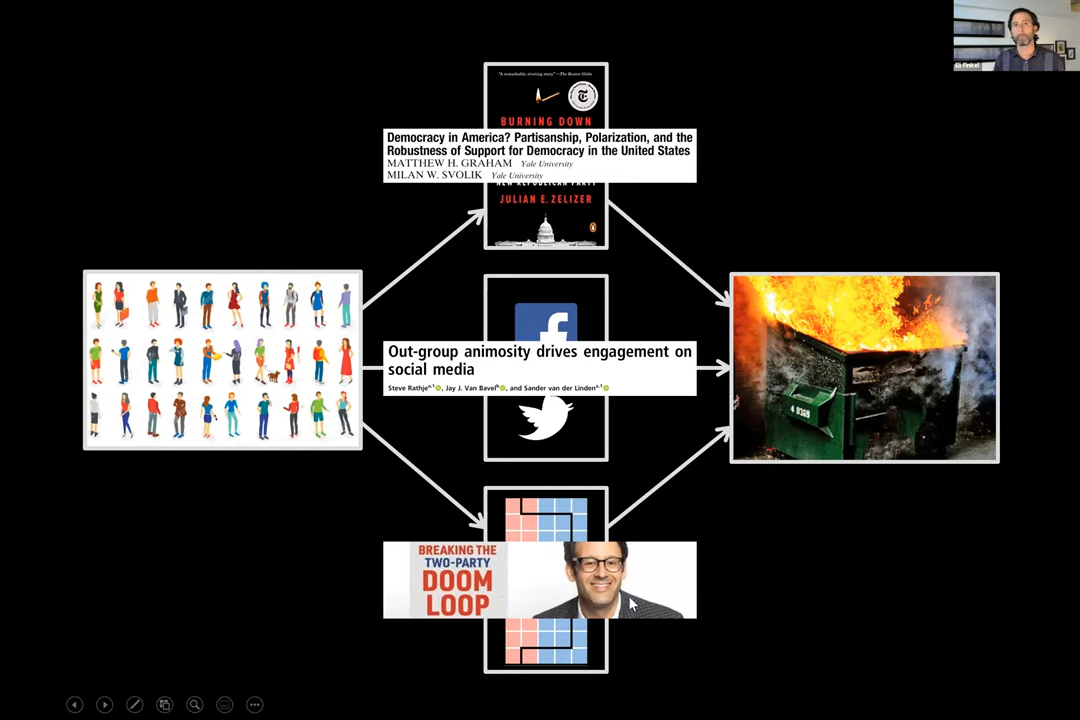 Eli Finkel
"A remarkable, riveting story." —The Boston Globe
BURNING DOWN
Democracy in America? Partisanship, Polarization, and the
Robustness of Support for Democracy in the United States
MATTHEW H. GRAHAM Yale University
MILAN W. SVOLIK Yale University
NEW REPUBLICAN PARTY
JULIAN E. ZELIZER
Out-group animosity drives engagement on
social media
Steve Rathje, Jay J. Van Bavel, and Sander van der Linden
BREAKING THE
TWO-PARTY
DOOM
LOOP